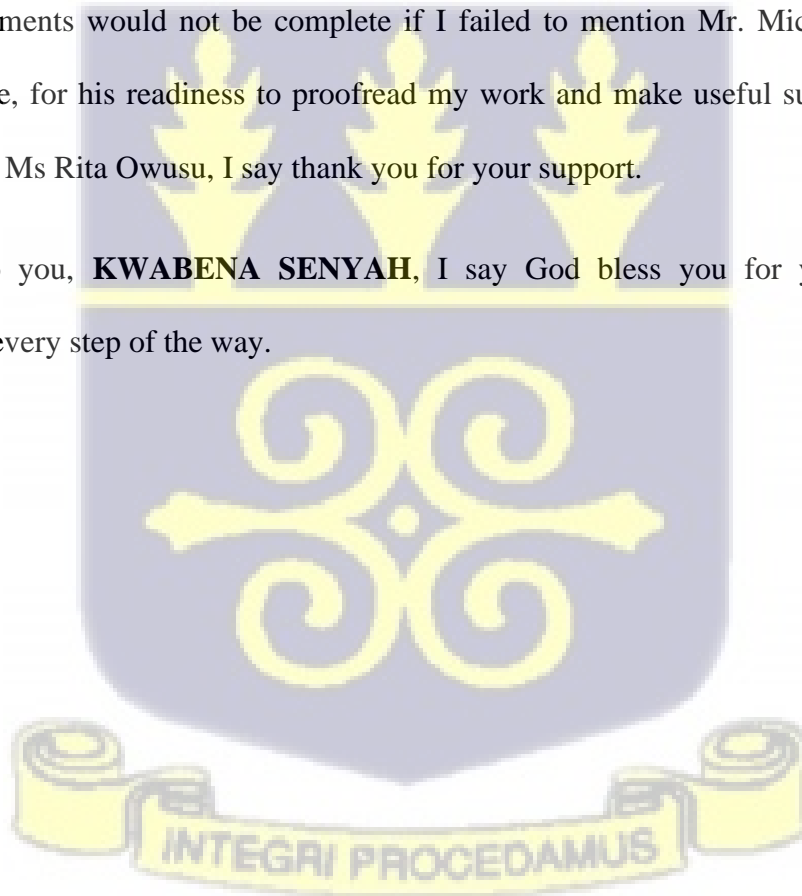 ments would not be complete if I failed to mention Mr. Mic
e, for his readiness to proofread my work and make useful su
Ms Rita Owusu, I say thank you for your support.
you, KWABENA SENYAH, I say God bless you for y
every step of the way.
INTEGRI PROCEDAMUS